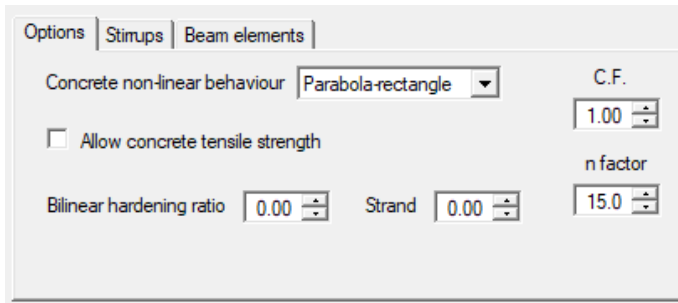 Options Stirrups Beam elements
Concrete non-linear behaviour Parabola-rectangle C.F.
1.00
Allow concrete tensile strength
n factor
Bilinear hardening ratio 0.00 Strand 0.00 15.0